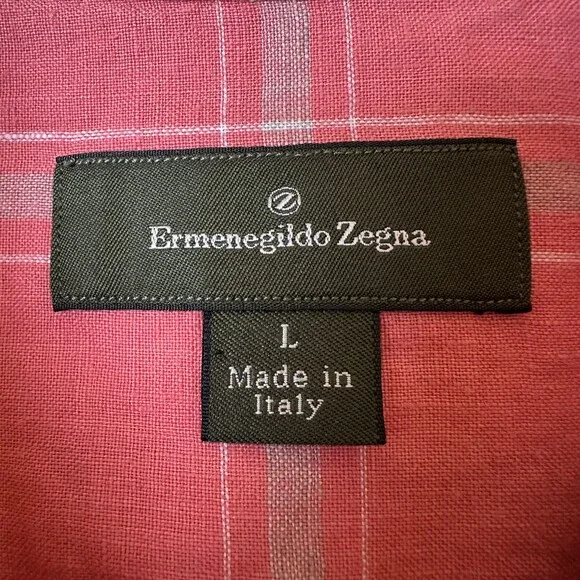 Z
Ermenegildo Zegna
L
Made in
Italy